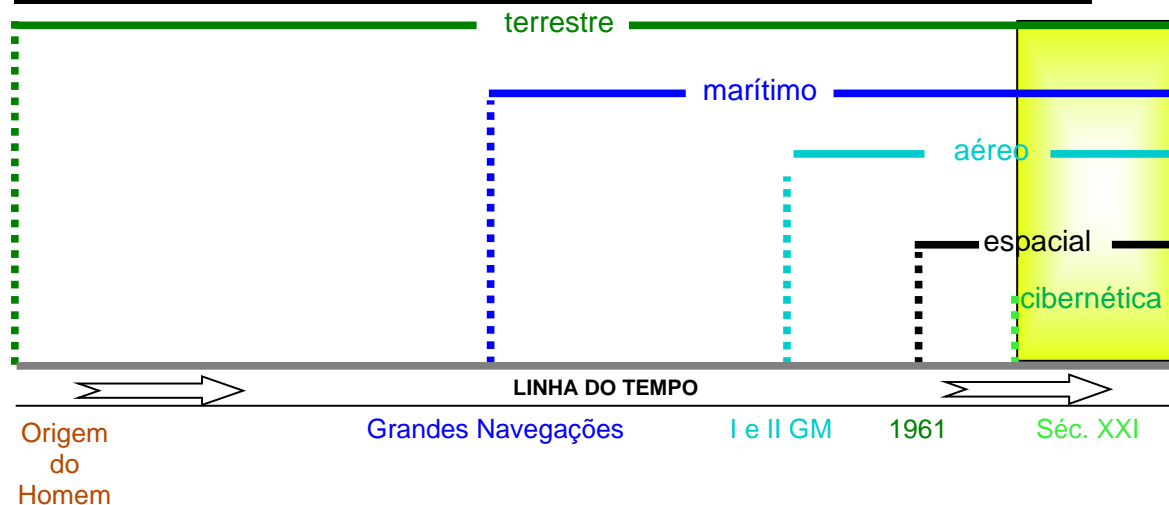 terrestre
marítimo
aéreo
espacial
cibernética
LINHA DO TEMPO
Origem
do
Homem
Grandes Navegações
I e II GM
1961
Séc. XXI